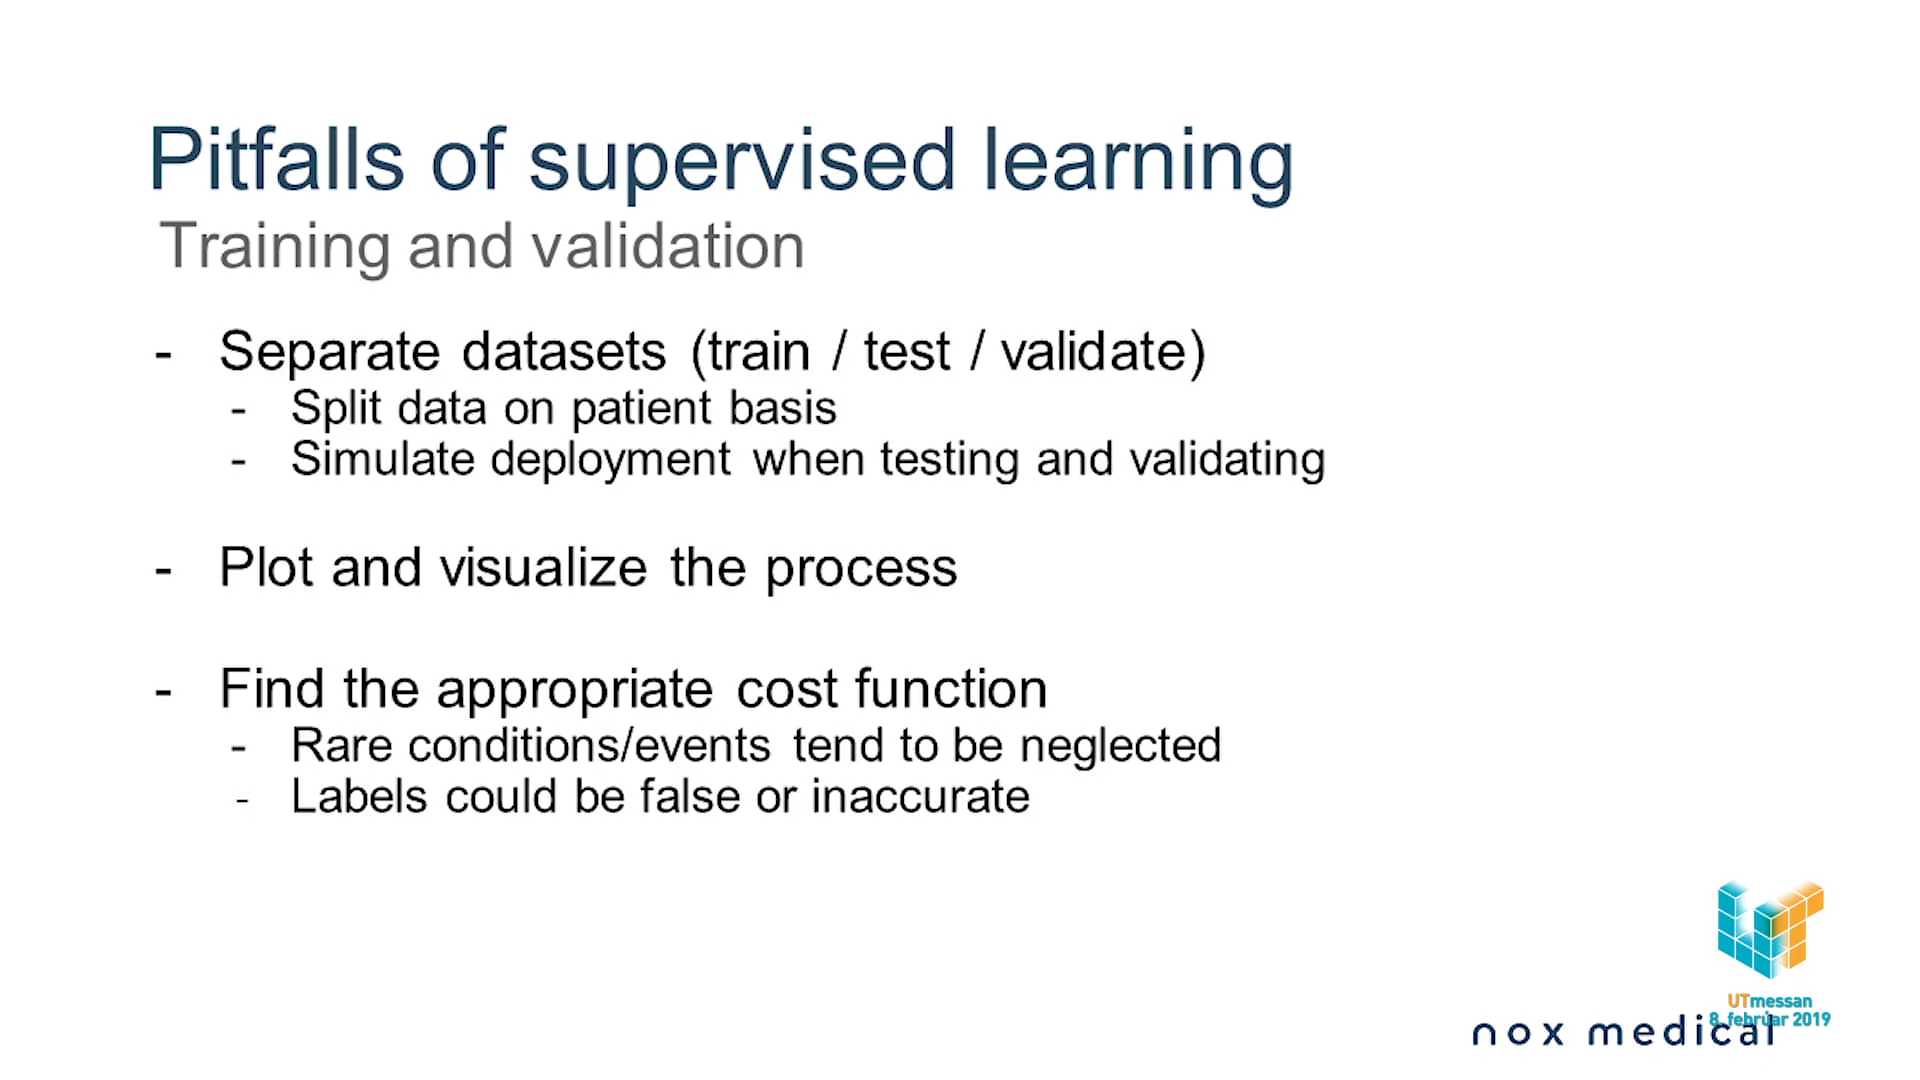 Pitfalls of supervised learning
Training and validation
- Separate datasets (train / test / validate)
- Split data on patient basis
- Simulate deployment when testing and validating
- Plot and visualize the process
- Find the appropriate cost function
- Rare conditions/events tend to be neglected
- Labels could be false or inaccurate
UTmessan
8. febrúar 2019
nox medical